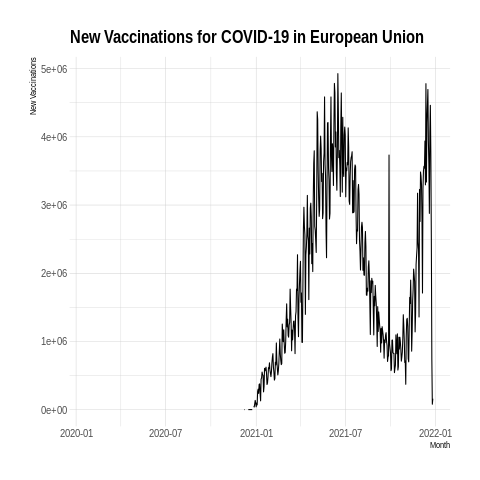 New Vaccinations for COVID-19 in European Union
New Vaccinations
5e+06
4e+06
3e+06
2e+06
1e+06
0e+00
2020-01
2020-07
2021-01
2021-07
2022-01
Month